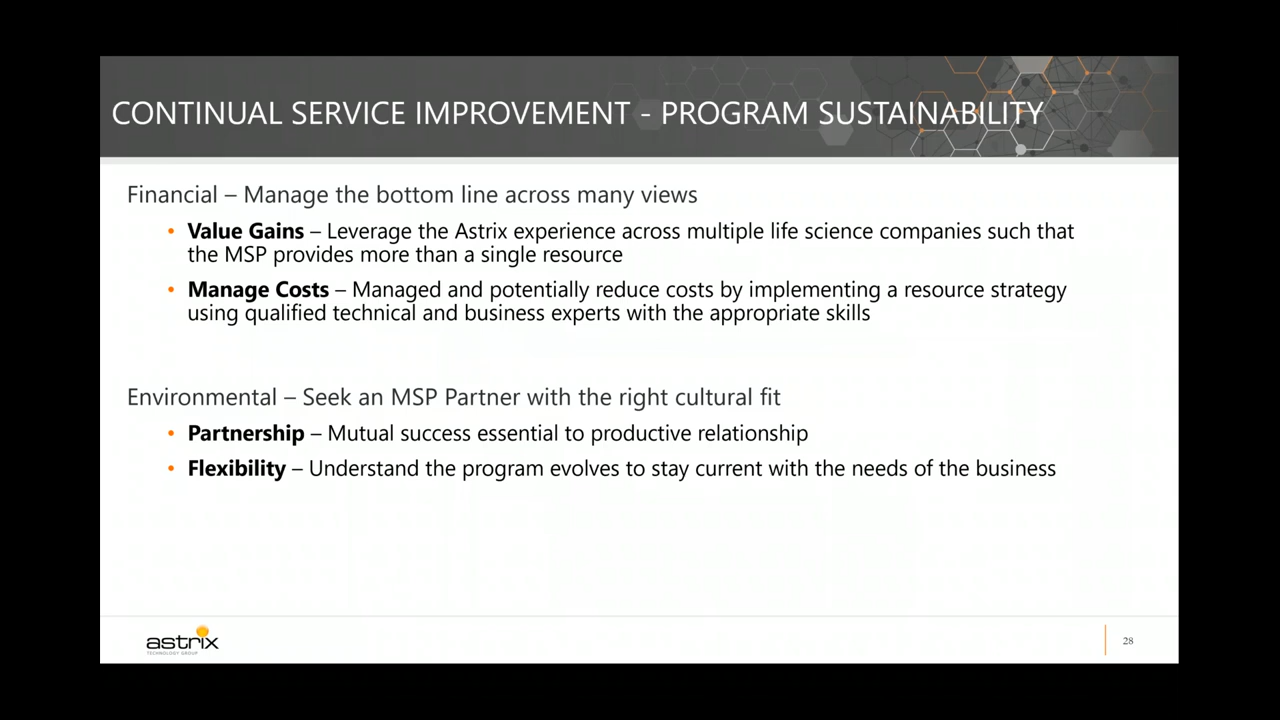 CONTINUAL SERVICE IMPROVEMENT - PROGRAM SUSTAINABILITY
Financial – Manage the bottom line across many views
• Value Gains – Leverage the Astrix experience across multiple life science companies such that
the MSP provides more than a single resource
• Manage Costs – Managed and potentially reduce costs by implementing a resource strategy
using qualified technical and business experts with the appropriate skills
Environmental – Seek an MSP Partner with the right cultural fit
• Partnership – Mutual success essential to productive relationship
• Flexibility – Understand the program evolves to stay current with the needs of the business
astrix
TECHNOLOGY GROUP
28